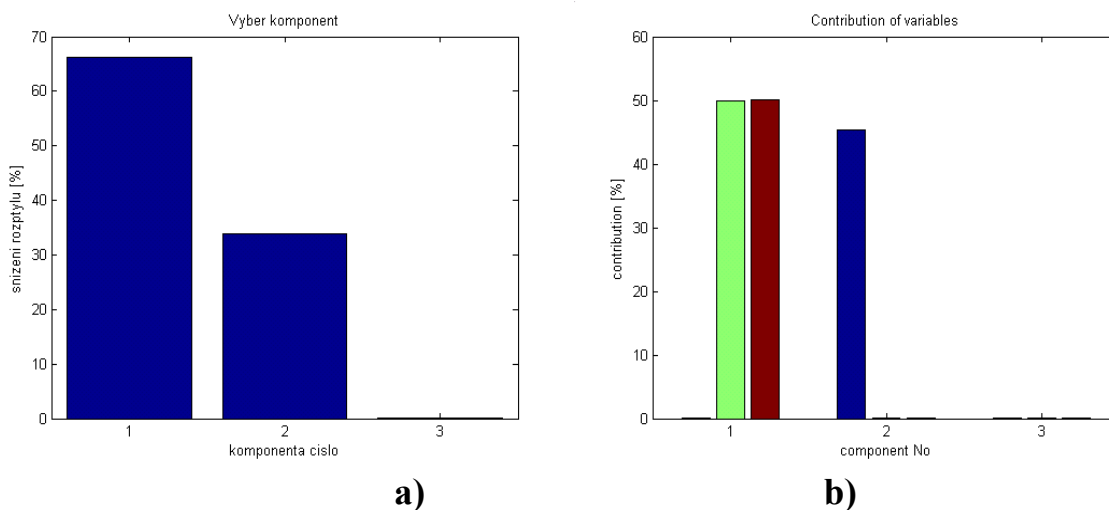 Vyber komponent
70
60
50
40
30
20
10
0
snizeni rozptylu [%]
1 2 3
komponenta cislo
a)
Contribution of variables
60
50
40
30
20
10
0
contribution [%]
1 2 3
component No
b)